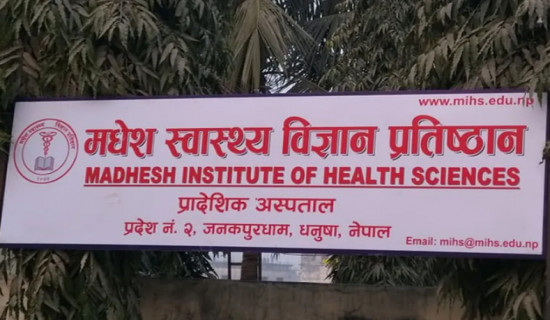 www.mihs.edu.np
मधेश स्वास्थ्य विज्ञान प्रतिष्ठान
MADHESH INSTITUTE OF HEALTH SCIENCES
प्रादेशिक अस्पताल
प्रदेश नं. २, जनकपुरधाम, धनुषा, नेपाल
Email: mihs@mihs.edu.np